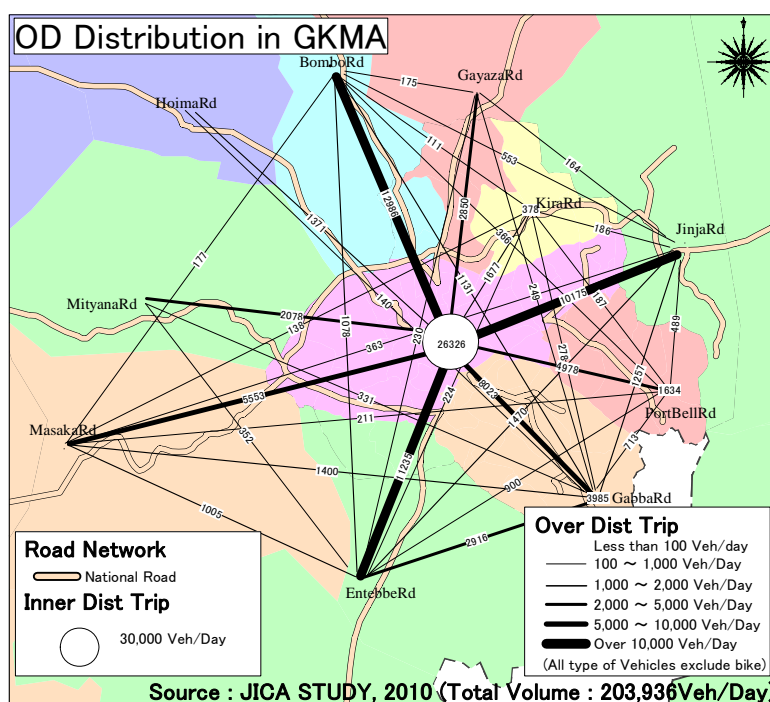 OD Distribution in GKMA
BomboRd
GayazaRd
HoimaRd
175
111
553
164
12986
2850
378
KiraRd
186
JinjaRd
177
1371
366
1131
1677
249
10175
187
MityanaRd
2078
140
138
1078
363
230
26326
278
489
4978
1257
1634
PortBellRd
5553
331
211
224
8023
1470
713
MasakaRd
352
11235
1400
900
3985
GabbaRd
1005
2916
EntebbeRd
Road Network
National Road
Inner Dist Trip
30,000 Veh/Day
Over Dist Trip
Less than 100 Veh/day
100 ～ 1,000 Veh/Day
1,000 ～ 2,000 Veh/Day
2,000 ～ 5,000 Veh/Day
5,000 ～ 10,000 Veh/Day
Over 10,000 Veh/Day
(All type of Vehicles exclude bike)
Source : JICA STUDY, 2010 (Total Volume : 203,936Veh/Day)